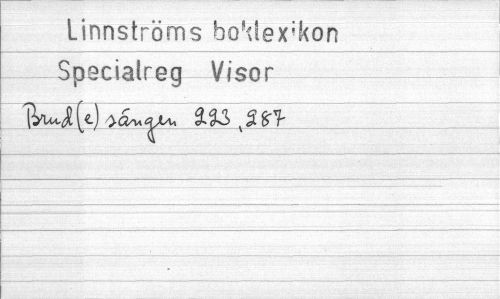 Linnströms boklexikon
Specialreg Visor
Brud(e)sången 223, 287